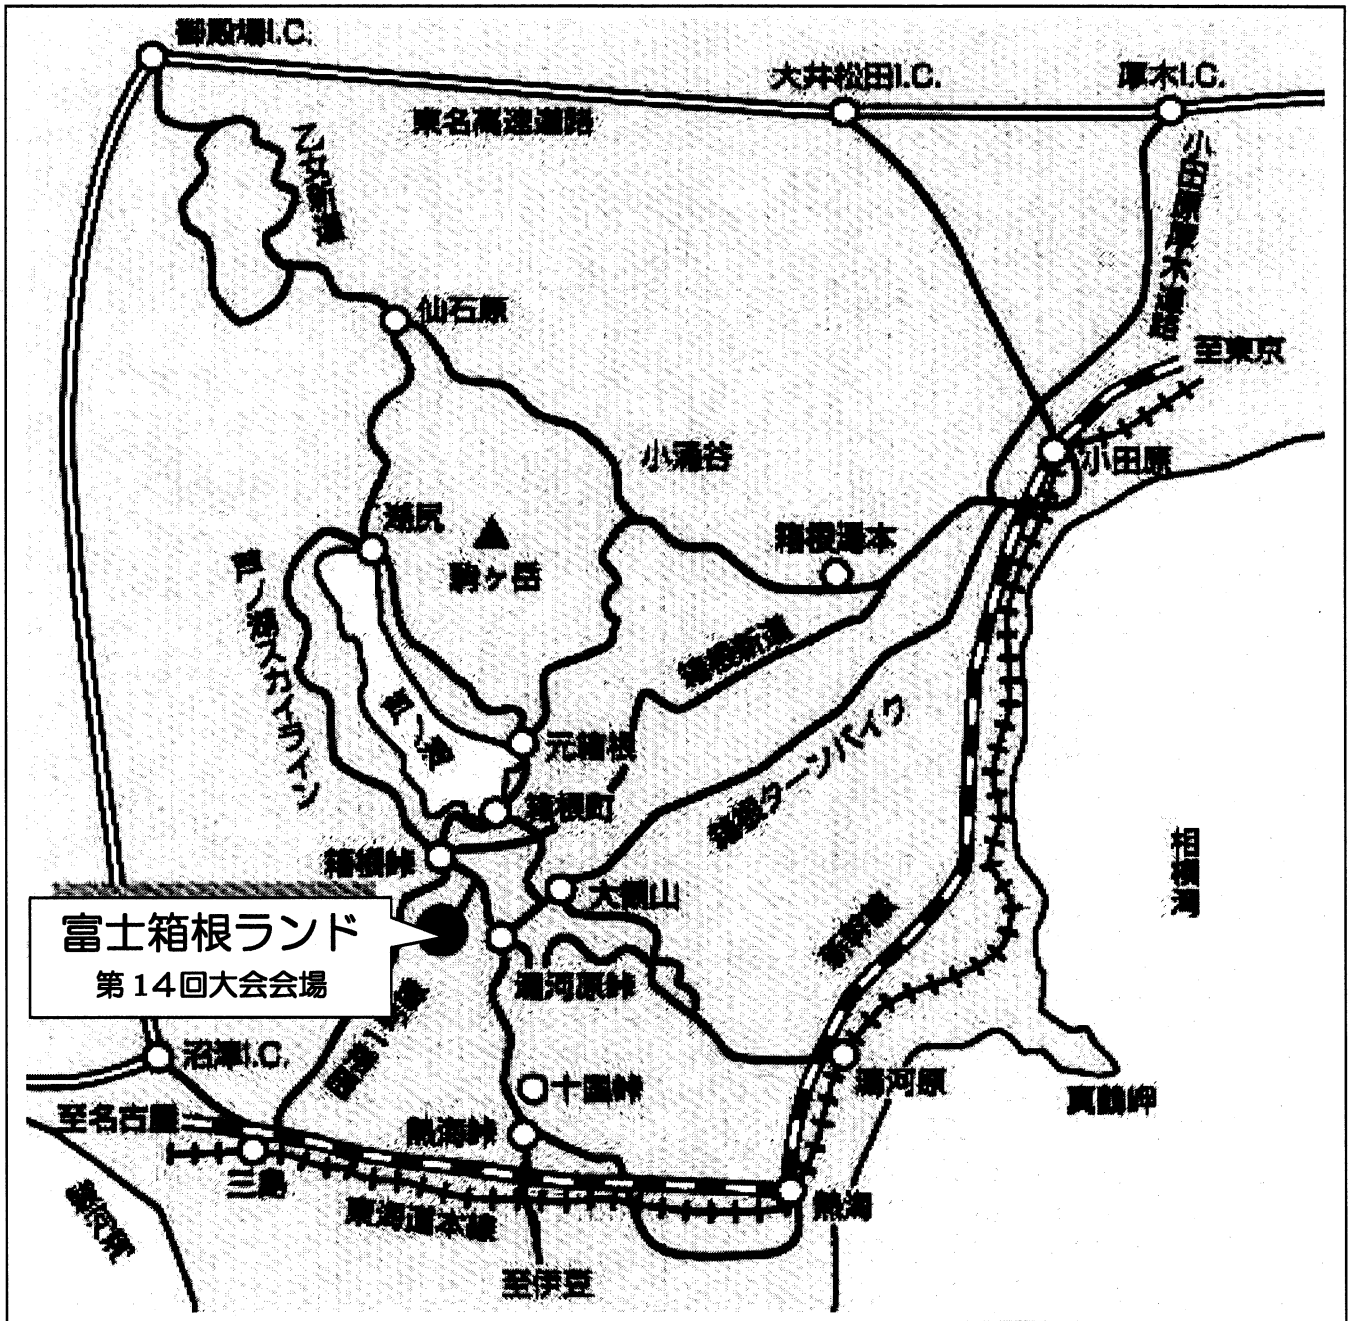 御殿場I.C.
大井松田I.C.
厚木I.C.
東名高速道路
乙女新道
小田原厚木道路
仙石原
至東京
小涌谷
小田原
湖尻
箱根湯本
駒ヶ岳
芦ノ湖スカイライン
箱根新道
芦ノ湖
元箱根
箱根ターンパイク
箱根町
箱根峠
相模湾
大観山
富士箱根ランド
第14回大会会場
新幹線
湯河原峠
国道1号線
沼津I.C.
十国峠
湯河原
真鶴岬
至名古屋
熱海峠
三島
東海道本線
熱海
駿河湾
至伊豆